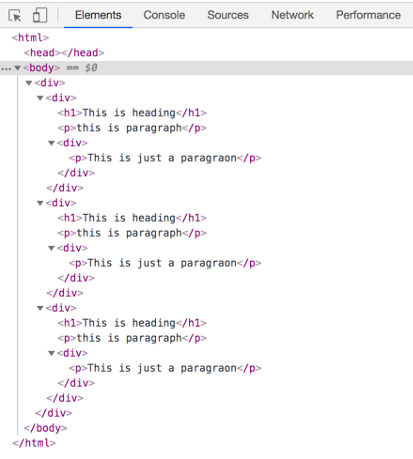 Elements Console Sources Network Performance
<html>
<head></head>
... ▼<body> == $0
▼<div>
▼<div>
<h1>This is heading</h1>
<p>this is paragraph</p>
▼<div>
<p>This is just a paragraon</p>
</div>
</div>
▼<div>
<h1>This is heading</h1>
<p>this is paragraph</p>
▼<div>
<p>This is just a paragraon</p>
</div>
</div>
▼<div>
<h1>This is heading</h1>
<p>this is paragraph</p>
▼<div>
<p>This is just a paragraon</p>
</div>
</div>
</div>
</body>
</html>